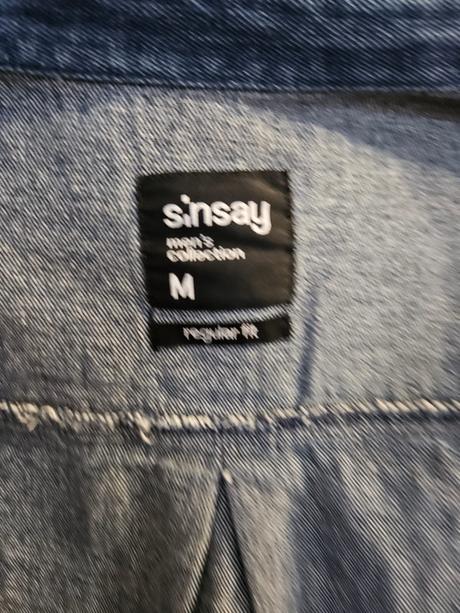 sinsay
men's
collection
M
regular fit